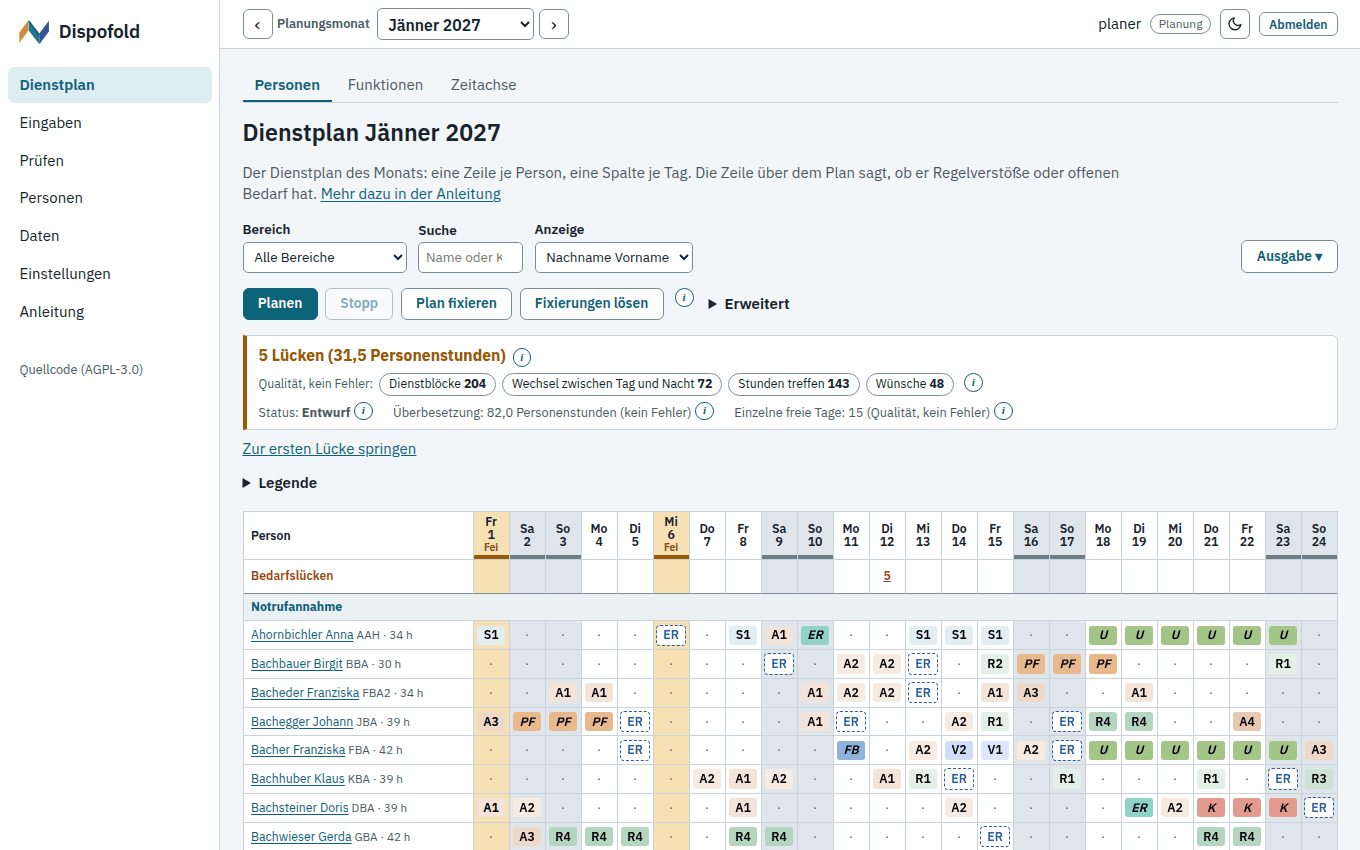 Dispofold
‹ Planungsmonat Jänner 2027 ›
planer Planung Abmelden
Dienstplan
Eingaben
Prüfen
Personen
Daten
Einstellungen
Anleitung
Quellcode (AGPL-3.0)
Personen Funktionen Zeitachse
Dienstplan Jänner 2027
Der Dienstplan des Monats: eine Zeile je Person, eine Spalte je Tag. Die Zeile über dem Plan sagt, ob er Regelverstöße oder offenen
Bedarf hat. Mehr dazu in der Anleitung
Bereich Suche Anzeige
Alle Bereiche Name oder K Nachname Vorname Ausgabe ▾
Planen Stopp Plan fixieren Fixierungen lösen i ▶ Erweitert
5 Lücken (31,5 Personenstunden) i
Qualität, kein Fehler: Dienstblöcke 204 Wechsel zwischen Tag und Nacht 72 Stunden treffen 143 Wünsche 48 i
Status: Entwurf i Überbesetzung: 82,0 Personenstunden (kein Fehler) i Einzelne freie Tage: 15 (Qualität, kein Fehler) i
Zur ersten Lücke springen
▶ Legende
Person Fr 1 Fei Sa 2 So 3 Mo 4 Di 5 Mi 6 Fei Do 7 Fr 8 Sa 9 So 10 Mo 11 Di 12 Mi 13 Do 14 Fr 15 Sa 16 So 17 Mo 18 Di 19 Mi 20 Do 21 Fr 22 Sa 23 So 24
Bedarfslücken 5
Notrufannahme
Ahornbichler Anna AAH · 34 h S1 · · · · ER · S1 A1 ER · · S1 S1 S1 · · U U U U U U ·
Bachbauer Birgit BBA · 30 h · · · · · · · · ER · A2 A2 ER · R2 PF PF PF · · · · R1 ·
Bacheder Franziska FBA2 · 34 h · · A1 A1 · · · · · A1 A2 A2 ER · A1 A3 · · A1 · · · · ·
Bachegger Johann JBA · 39 h A3 PF PF PF ER · · · · A1 ER · · A2 R1 · ER R4 R4 · · A4 · ·
Bacher Franziska FBA · 42 h · · · · ER · · · · · FB · A2 V2 V1 A2 ER U U U U U U A3
Bachhuber Klaus KBA · 39 h · · · · · · A2 A1 A2 · · A1 R1 ER · · R1 · · · R1 · ER R3
Bachsteiner Doris DBA · 39 h A1 A2 · · · · · A1 · · · · · A2 · · · · ER A2 K K K ER
Bachwieser Gerda GBA · 42 h · A3 R4 R4 R4 · · R4 R4 · · · · · ER · · · · · R4 R4 · ·